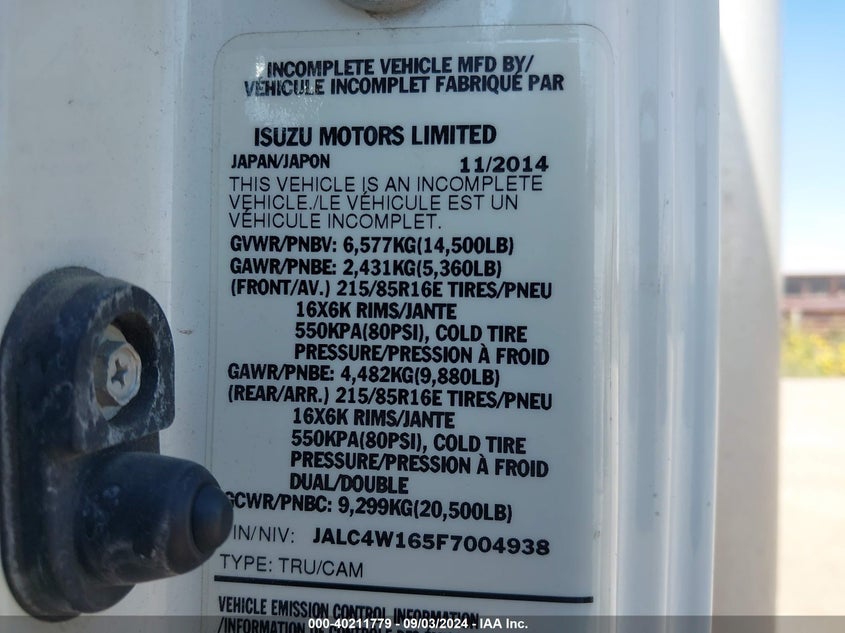 INCOMPLETE VEHICLE MFD BY/
VÉHICULE INCOMPLET FABRIQUÉ PAR
ISUZU MOTORS LIMITED
JAPAN/JAPON 11/2014
THIS VEHICLE IS AN INCOMPLETE
VEHICLE./LE VÉHICULE EST UN
VÉHICULE INCOMPLET.
GVWR/PNBV: 6,577KG(14,500LB)
GAWR/PNBE: 2,431KG(5,360LB)
(FRONT/AV.) 215/85R16E TIRES/PNEU
16X6K RIMS/JANTE
550KPA(80PSI), COLD TIRE
PRESSURE/PRESSION À FROID
GAWR/PNBE: 4,482KG(9,880LB)
(REAR/ARR.) 215/85R16E TIRES/PNEU
16X6K RIMS/JANTE
550KPA(80PSI), COLD TIRE
PRESSURE/PRESSION À FROID
DUAL/DOUBLE
GCWR/PNBC: 9,299KG(20,500LB)
VIN/NIV: JALC4W165F7004938
TYPE: TRU/CAM
VEHICLE EMISSION CONTROL INFORMATION
/INFORMATION DE
000-40211779 - 09/03/2024 - IAA Inc.